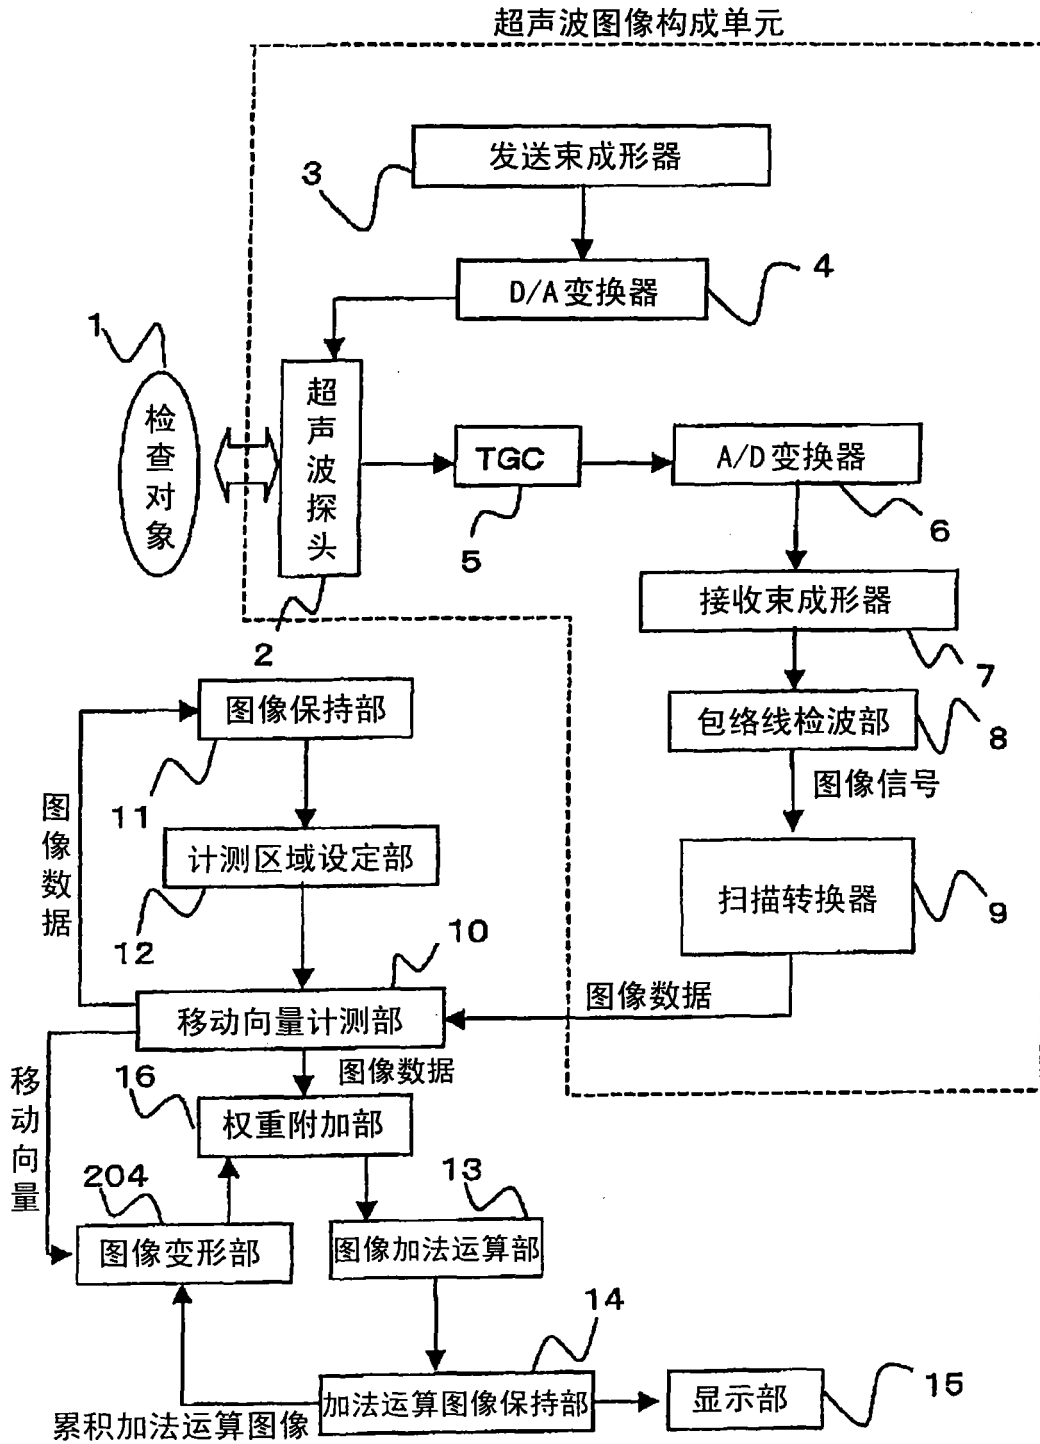 超声波图像构成单元
发送束成形器
3
D/A变换器
4
1
检查对象
超声波探头
2
TGC
5
A/D变换器
6
接收束成形器
7
包络线检波部
8
图像信号
扫描转换器
9
图像保持部
11
图像数据
计测区域设定部
12
10
移动向量计测部
图像数据
图像数据
移动向量
16
权重附加部
204
图像变形部
13
图像加法运算部
14
加法运算图像保持部
显示部
15
累积加法运算图像